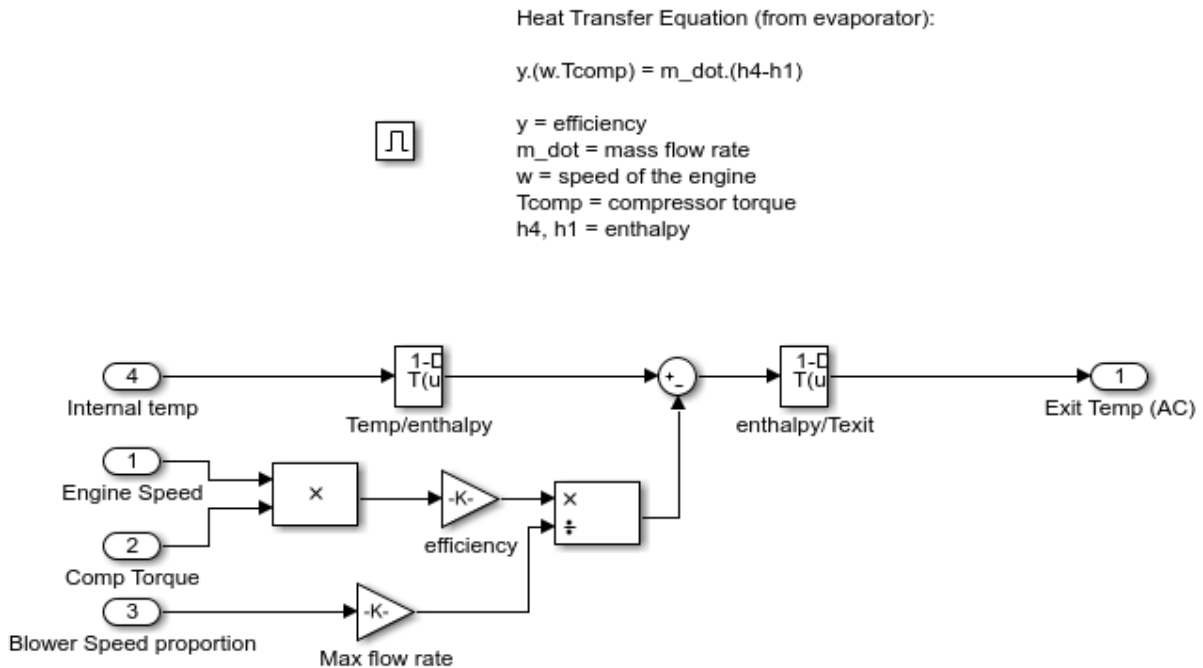 Heat Transfer Equation (from evaporator):
y.(w.Tcomp) = m_dot.(h4-h1)
y = efficiency
m_dot = mass flow rate
w = speed of the engine
Tcomp = compressor torque
h4, h1 = enthalpy
4
Internal temp
1-D
T(u
Temp/enthalpy
+
-
1-D
T(u
enthalpy/Texit
1
Exit Temp (AC)
1
Engine Speed
×
2
Comp Torque
-K-
efficiency
×
÷
3
Blower Speed proportion
-K-
Max flow rate